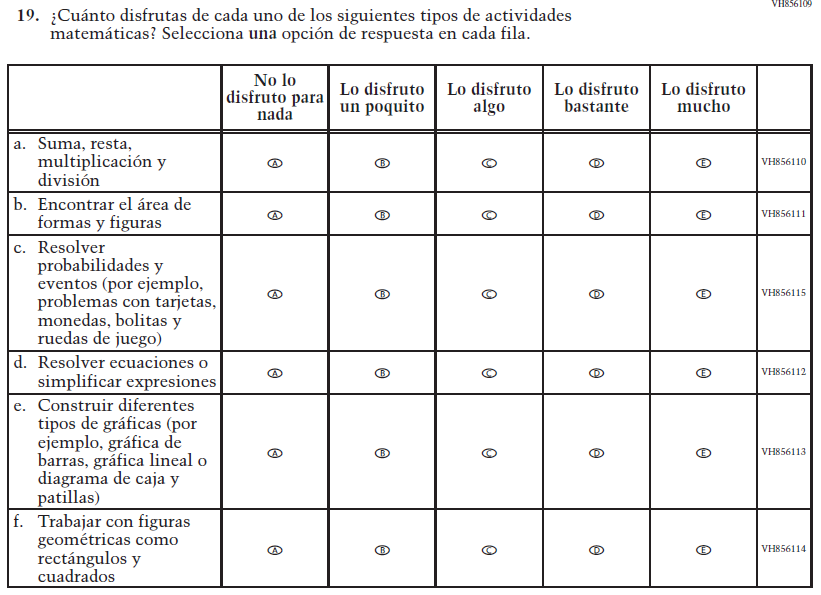 VH856109
19. ¿Cuánto disfrutas de cada uno de los siguientes tipos de actividades
matemáticas? Selecciona una opción de respuesta en cada fila.
No lo
disfruto para
nada
Lo disfruto
un poquito
Lo disfruto
algo
Lo disfruto
bastante
Lo disfruto
mucho
a. Suma, resta,
multiplicación y
división
A B C D E VH856110
b. Encontrar el área de
formas y figuras
A B C D E VH856111
c. Resolver
probabilidades y
eventos (por ejemplo,
problemas con tarjetas,
monedas, bolitas y
ruedas de juego)
A B C D E VH856115
d. Resolver ecuaciones o
simplificar expresiones
A B C D E VH856112
e. Construir diferentes
tipos de gráficas (por
ejemplo, gráfica de
barras, gráfica lineal o
diagrama de caja y
patillas)
A B C D E VH856113
f. Trabajar con figuras
geométricas como
rectángulos y
cuadrados
A B C D E VH856114